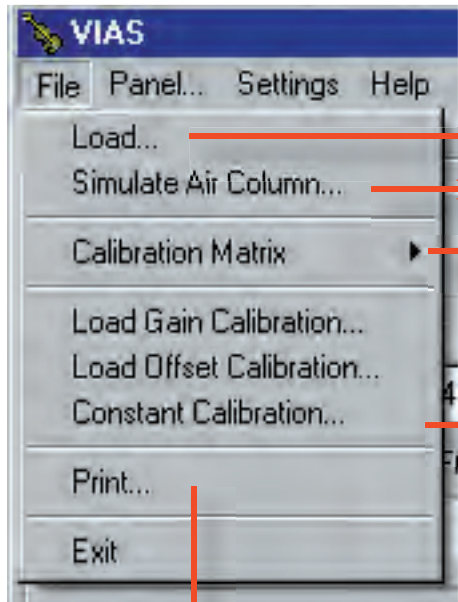 VIAS
File Panel... Settings Help
Load...
Simulate Air Column...
Calibration Matrix
Load Gain Calibration...
Load Offset Calibration...
Constant Calibration...
4
Print...
Exit